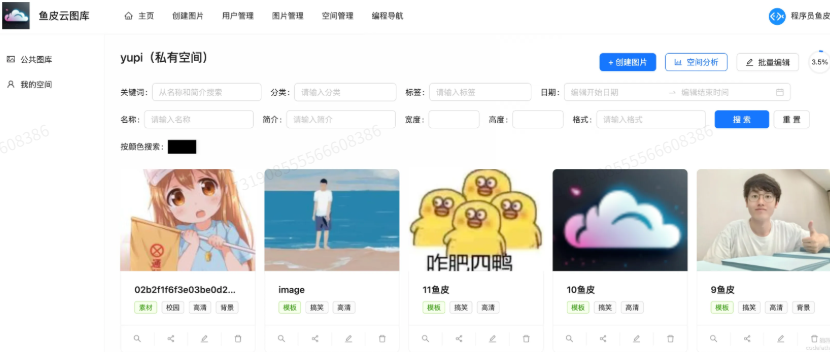 鱼皮云图库 主页 创建图片 用户管理 图片管理 空间管理 编程导航 程序员鱼皮
公共图库
我的空间
yupi（私有空间）
+ 创建图片 空间分析 批量编辑 3.5%
关键词： 从名称和简介搜索 分类： 请输入分类 标签： 请输入标签 日期： 编辑开始日期 → 编辑结束时间
名称： 请输入名称 简介： 请输入简介 宽度： 高度： 格式： 请输入格式 搜 索 重 置
按颜色搜索：
通
咋肥四鸭
02b2f1f6f3e03be0d2... image 11鱼皮 10鱼皮 9鱼皮
素材 校园 高清 背景 模板 搞笑 高清 模板 搞笑 高清 模板 搞笑 高清 模板 搞笑 高清 背景